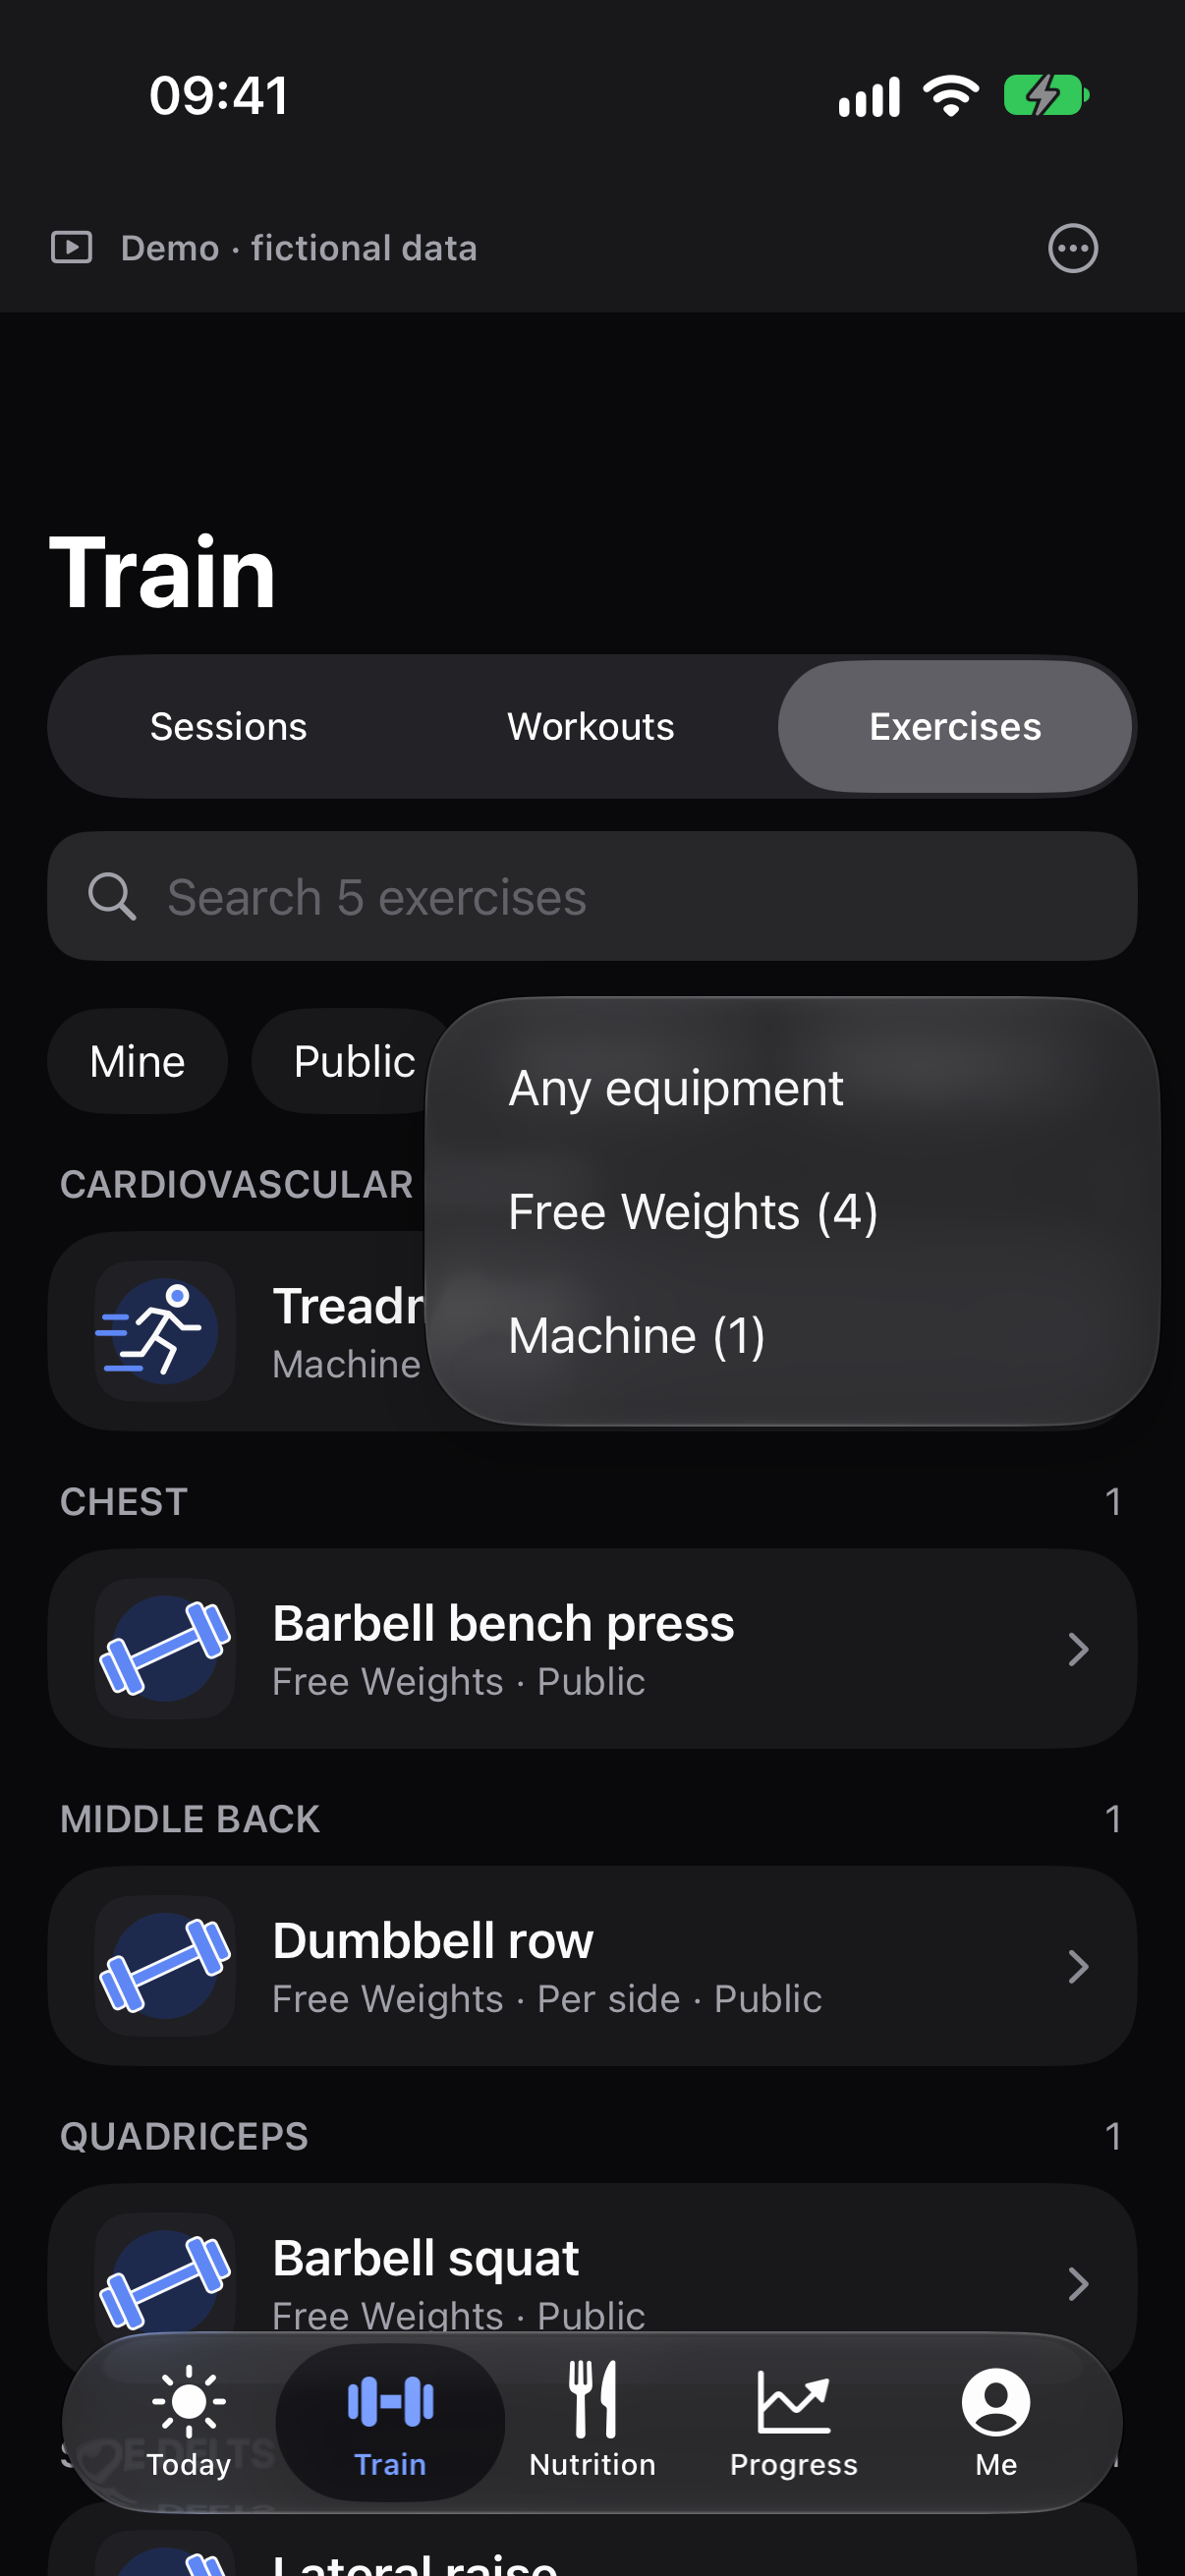 09:41
Demo · fictional data
Train
Sessions Workouts Exercises
Search 5 exercises
Mine Public
Any equipment
Free Weights (4)
Machine (1)
CARDIOVASCULAR
Machine
CHEST 1
Barbell bench press
Free Weights · Public
MIDDLE BACK 1
Dumbbell row
Free Weights · Per side · Public
QUADRICEPS 1
Barbell squat
Free Weights · Public
Today Train Nutrition Progress Me
Lateral raise